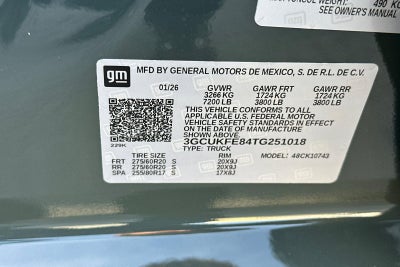 490 KG
SEE OWNER'S MANUAL
gm
MFD BY GENERAL MOTORS DE MEXICO, S. DE R.L. DE C.V.
01/26 GVWR GAWR FRT GAWR RR
3266 KG 1724 KG 1724 KG
7200 LB 3800 LB 3800 LB
THIS VEHICLE CONFORMS TO ALL
APPLICABLE U.S. FEDERAL MOTOR
VEHICLE SAFETY STANDARDS IN EFFECT
ON THE DATE OF MANUFACTURE
SHOWN ABOVE.
3GCUKFE84TG251018
229K TYPE: TRUCK
TIRE SIZE RIM MODEL: 48CK10743
FRT 275/60R20 S 20X9J
RR 275/60R20 S 20X9J
SPA 255/80R17 S 17X8J